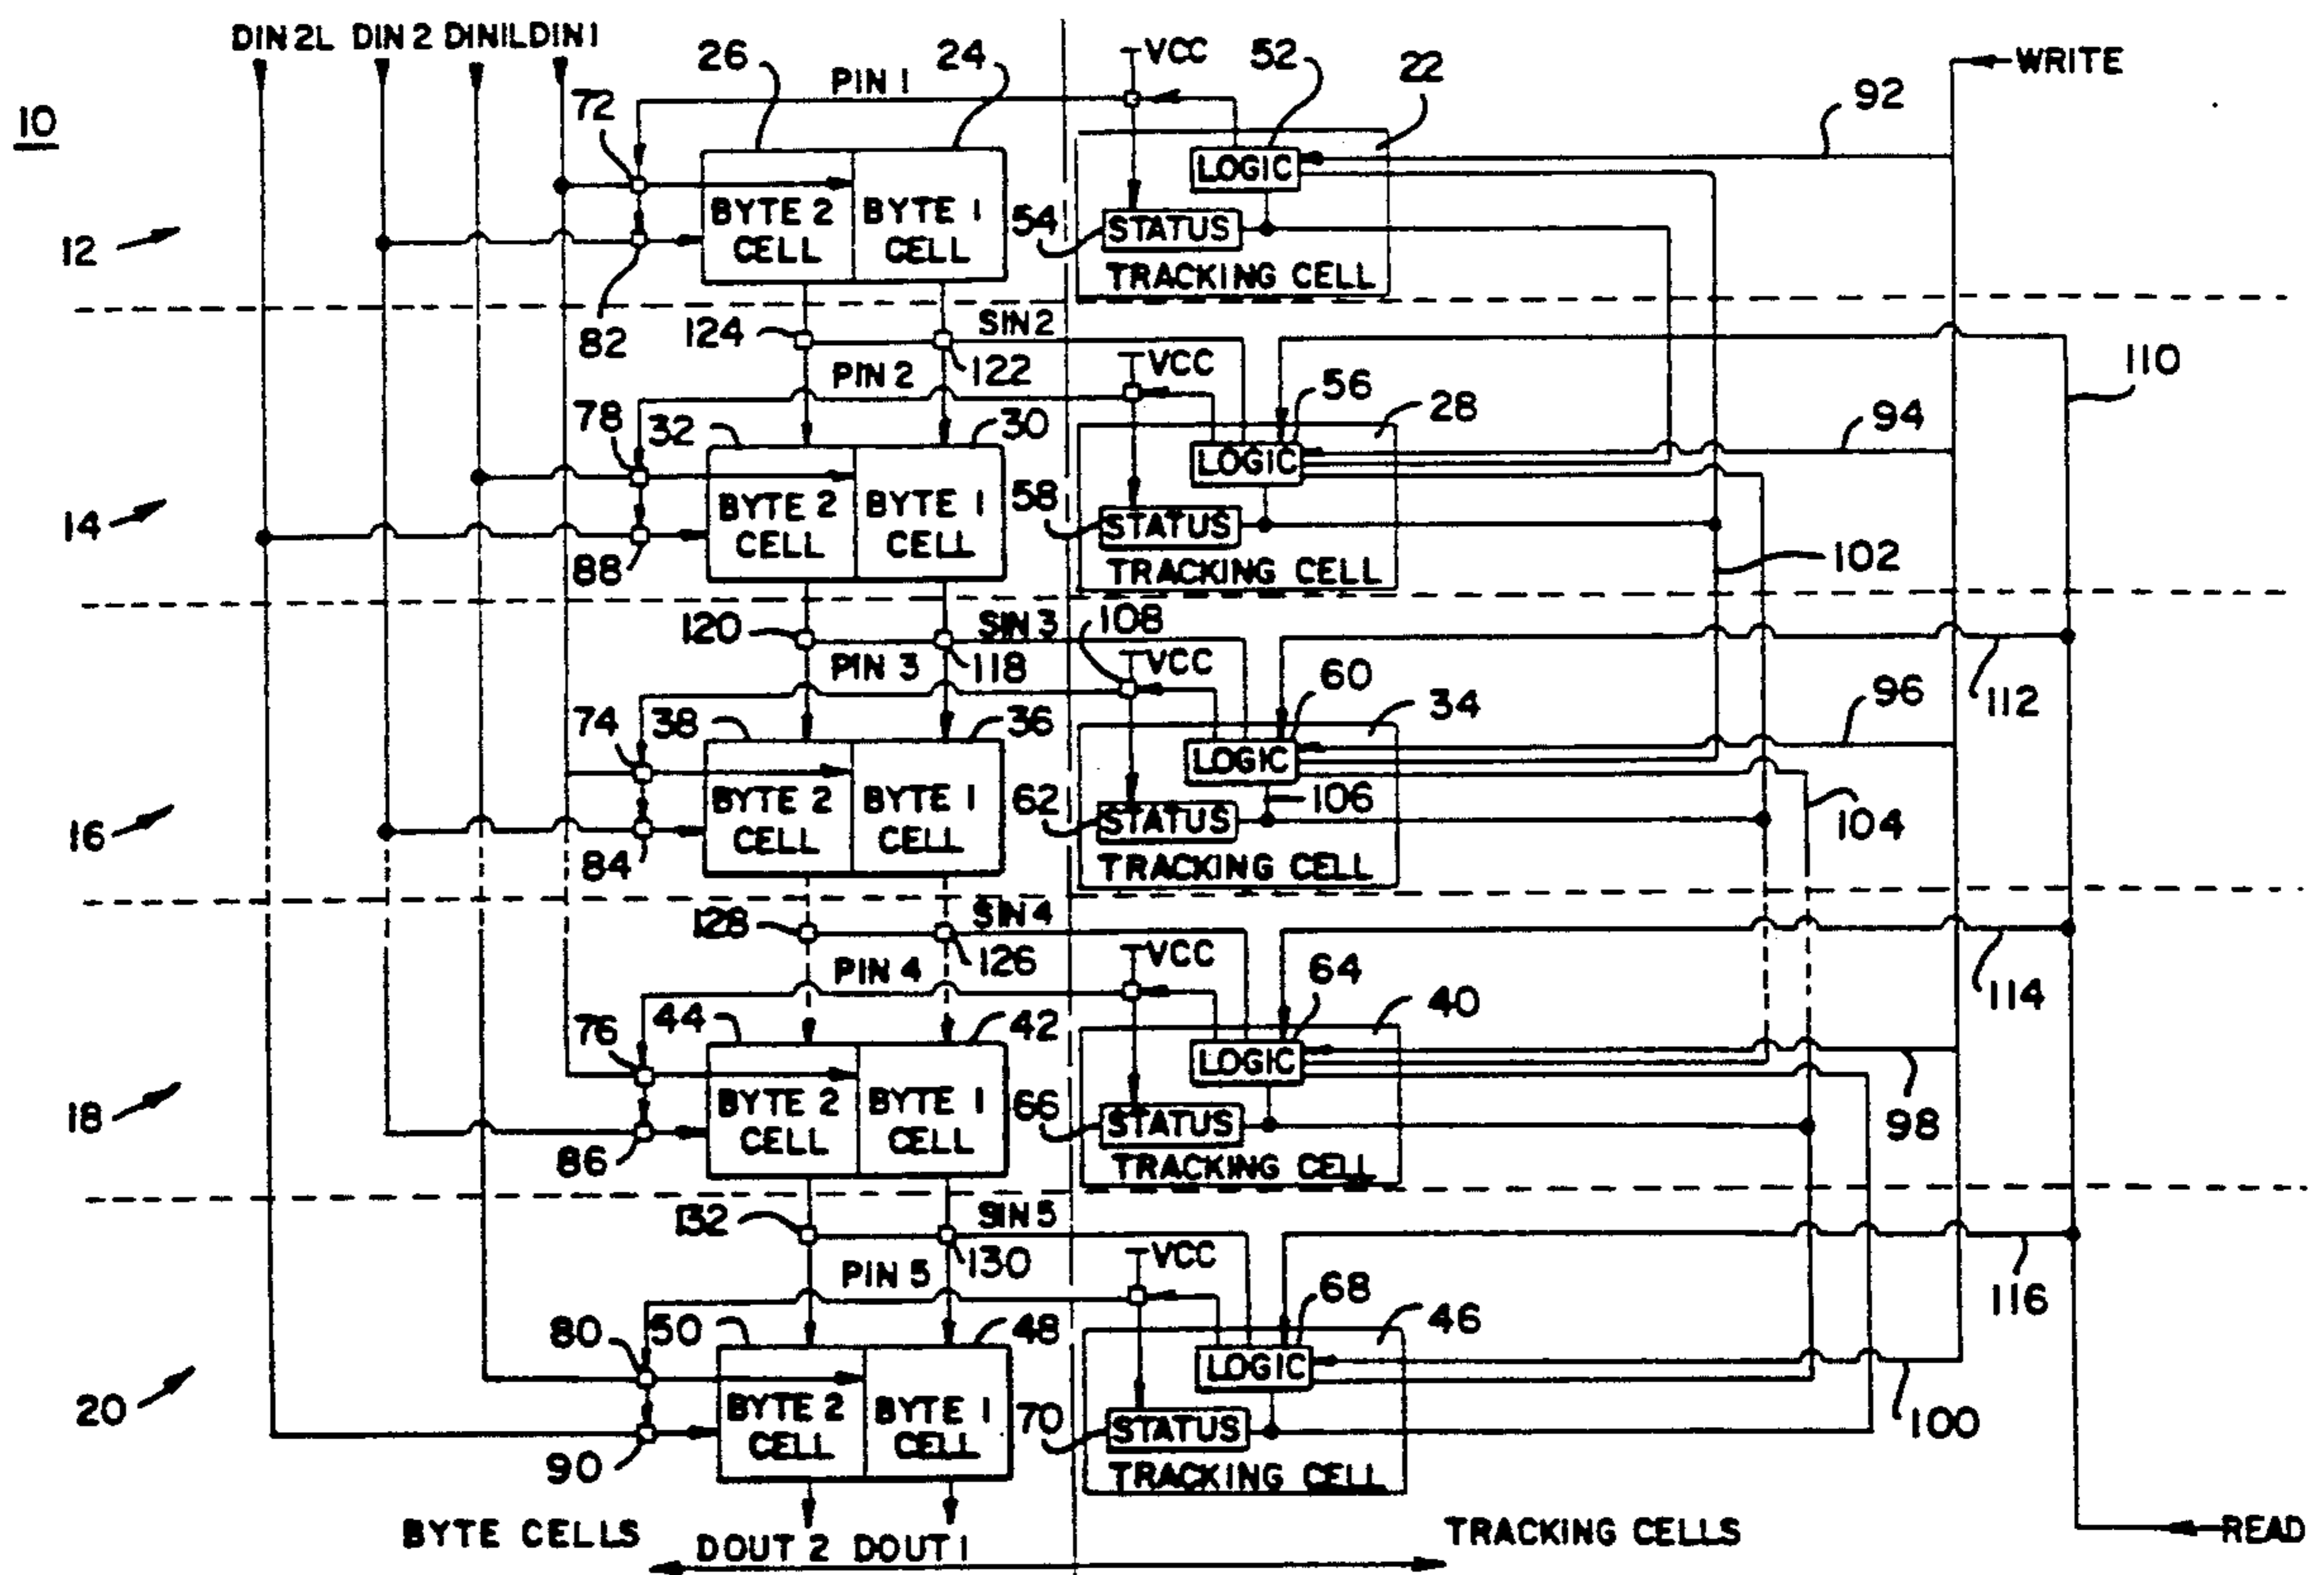 DIN 2L DIN 2 DIN1L DIN 1
10
26
24
PIN 1
VCC
52
22
WRITE
92
72
LOGIC
BYTE 2 CELL
BYTE 1 CELL
54
STATUS
TRACKING CELL
12
82
124
SIN 2
122
VCC
PIN 2
110
56
28
94
78
32
30
LOGIC
BYTE 2 CELL
BYTE 1 CELL
58
STATUS
TRACKING CELL
14
88
102
120
SIN 3
108
118
VCC
PIN 3
112
60
34
96
74
38
36
LOGIC
BYTE 2 CELL
BYTE 1 CELL
62
106
STATUS
TRACKING CELL
104
16
84
128
SIN 4
126
VCC
PIN 4
114
64
40
76
44
42
LOGIC
BYTE 2 CELL
BYTE 1 CELL
66
STATUS
TRACKING CELL
98
18
86
132
SIN 5
130
VCC
PIN 5
116
68
46
80
50
48
LOGIC
BYTE 2 CELL
BYTE 1 CELL
70
STATUS
TRACKING CELL
100
20
90
BYTE CELLS
DOUT 2 DOUT 1
TRACKING CELLS
READ